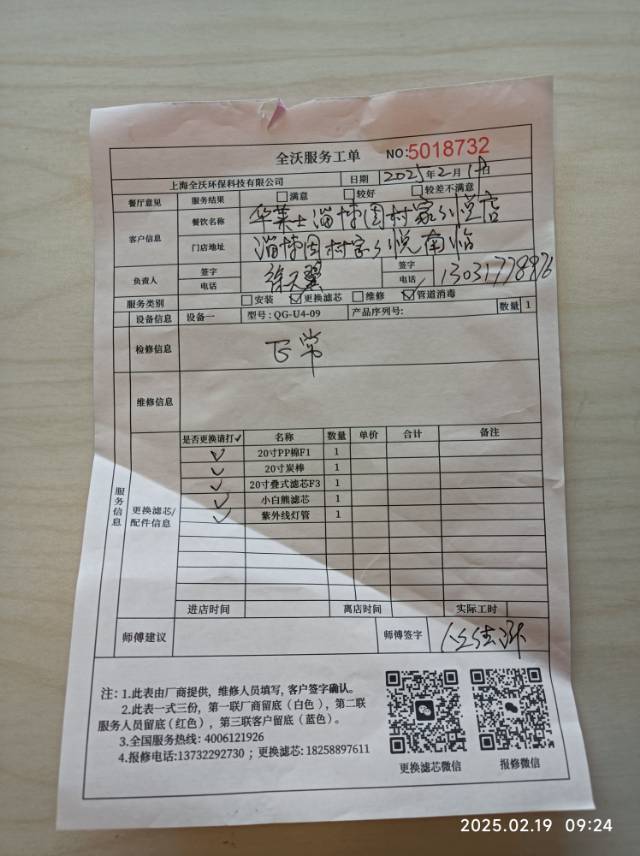 全沃服务工单 NO:5018732
上海全沃环保科技有限公司 日期 2025年2月18日
餐厅意见 服务结果 □满意 □较好 □较差不满意
客户信息 餐饮名称 华莱士淄博周村家悦店
门店地址 淄博周村家悦南临
负责人 签字 徐天翼 签字
电话 电话 13031778876
服务类别 □安装 ☑更换滤芯 □维修 ☑管道消毒
设备信息 设备一 型号:QG-U4-09 产品序列号: 数量 1
检修信息 正常
维修信息
服务信息 更换滤芯/配件信息
是否更换请打✓ 名称 数量 单价 合计 备注
✓ 20寸PP棉F1 1
✓ 20寸炭棒 1
✓ 20寸叠式滤芯F3 1
✓ 小白熊滤芯 1
✓ 紫外线灯管 1
进店时间 离店时间 实际工时
师傅建议 师傅签字
注:1.此表由厂商提供,维修人员填写,客户签字确认。
2.此表一式三份,第一联厂商留底(白色),第二联
服务人员留底(红色),第三联客户留底(蓝色)。
3.全国服务热线:4006121926
4.报修电话:13732292730;更换滤芯:18258897611
更换滤芯微信 报修微信
2025.02.19 09:24